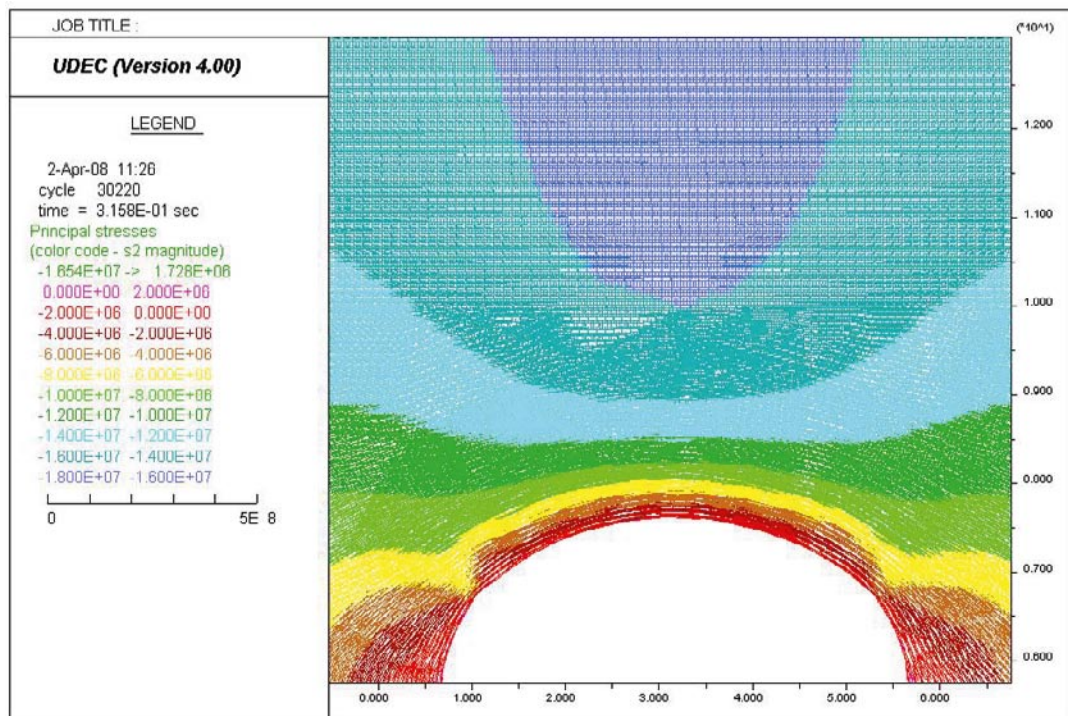 JOB TITLE :
UDEC (Version 4.00)
LEGEND
2-Apr-08 11:26
cycle 30220
time = 3.158E-01 sec
Principal stresses
(color code - s2 magnitude)
-1.654E+07 -> 1.728E+06
0.000E+00 2.000E+06
-2.000E+06 0.000E+00
-4.000E+06 -2.000E+06
-6.000E+06 -4.000E+06
-8.000E+06 -6.000E+06
-1.000E+07 -8.000E+06
-1.200E+07 -1.000E+07
-1.400E+07 -1.200E+07
-1.600E+07 -1.400E+07
-1.800E+07 -1.600E+07
0 5E 8
(*10^1)
1.200
1.100
1.000
0.900
0.000
0.700
0.600
0.000 1.000 2.000 3.000 4.000 5.000 6.000